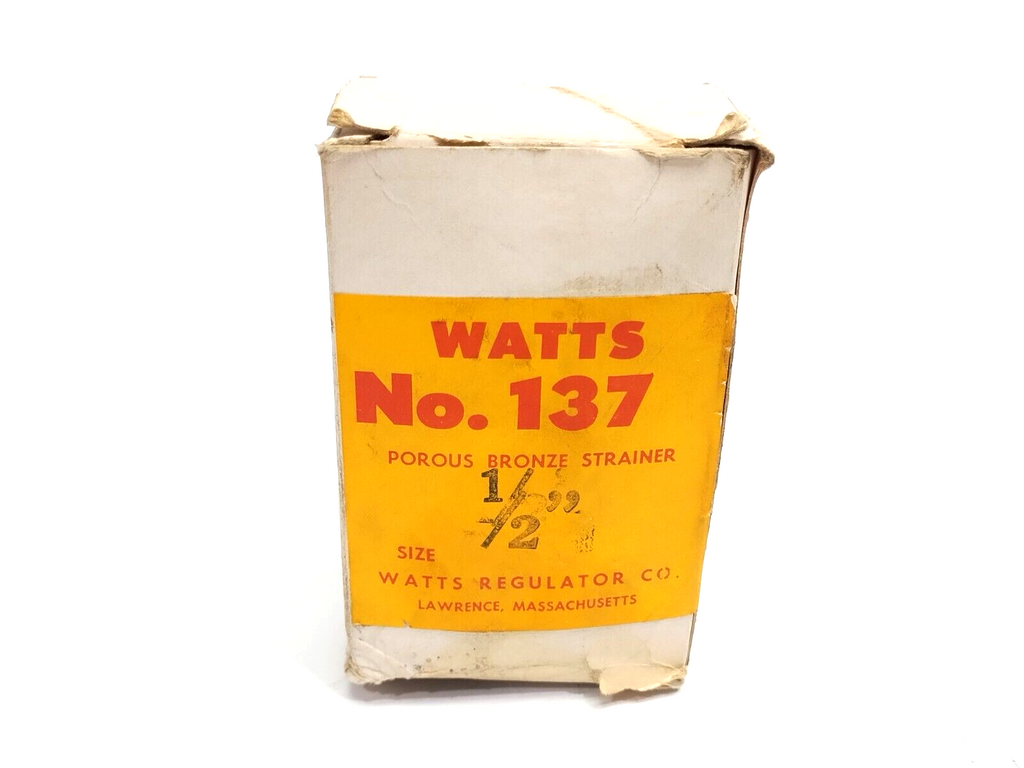 WATTS
No. 137
POROUS BRONZE STRAINER
1/2"
SIZE
WATTS REGULATOR CO.
LAWRENCE, MASSACHUSETTS